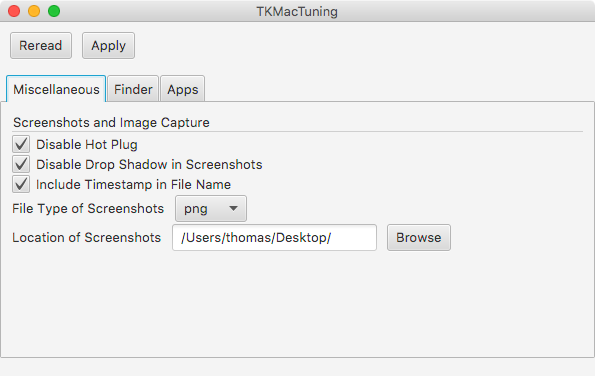 TKMacTuning
Reread Apply
Miscellaneous Finder Apps
Screenshots and Image Capture
Disable Hot Plug
Disable Drop Shadow in Screenshots
Include Timestamp in File Name
File Type of Screenshots png
Location of Screenshots /Users/thomas/Desktop/ Browse